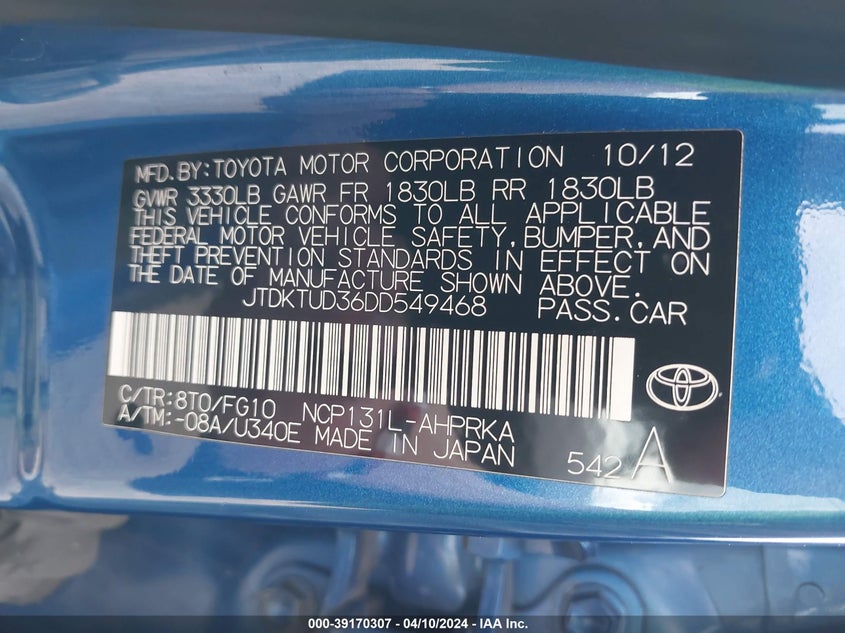 MFD.BY:TOYOTA MOTOR CORPORATION 10/12
GVWR 3330LB GAWR FR 1830LB RR 1830LB
THIS VEHICLE CONFORMS TO ALL APPLICABLE
FEDERAL MOTOR VEHICLE SAFETY,BUMPER,AND
THEFT PREVENTION STANDARDS IN EFFECT ON
THE DATE OF MANUFACTURE SHOWN ABOVE.
JTDKTUD36DD549468 PASS.CAR
C/TR:8T0/FG10 NCP131L-AHPRKA
A/TM:-08A/U340E MADE IN JAPAN
542 A
000-39170307 - 04/10/2024 - IAA Inc.